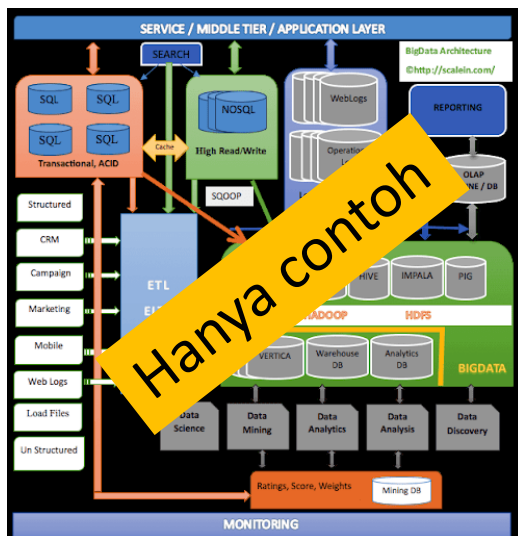 SERVICE / MIDDLE TIER / APPLICATION LAYER
SEARCH
BigData Architecture
©http://scalein.com/
SQL
SQL
SQL
SQL
Transactional, ACID
Cache
NOSQL
High Read/Write
WebLogs
REPORTING
OLAP
/ DB
SQOOP
Structured
CRM
Campaign
Marketing
Mobile
Web Logs
Load Files
Un Structured
ETL
Hanya contoh
HIVE
IMPALA
PIG
HADOOP
HDFS
VERTICA
Warehouse
DB
Analytics
DB
BIGDATA
Data
Science
Data
Mining
Data
Analytics
Data
Analysis
Data
Discovery
Ratings, Score, Weights
Mining DB
MONITORING